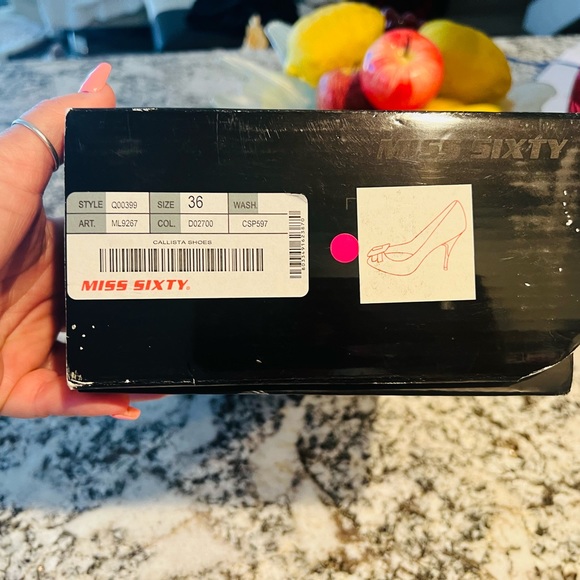 MISS SIXTY
STYLE Q00399 SIZE 36 WASH.
ART. ML9267 COL. D02700 CSP597
CALLISTA SHOES
MISS SIXTY®